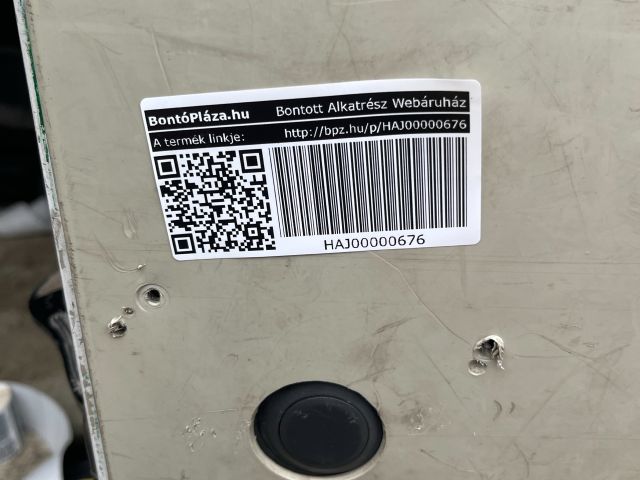 BontóPláza.hu Bontott Alkatrész Webáruház
A termék linkje: http://bpz.hu/p/HAJ00000676
HAJ00000676